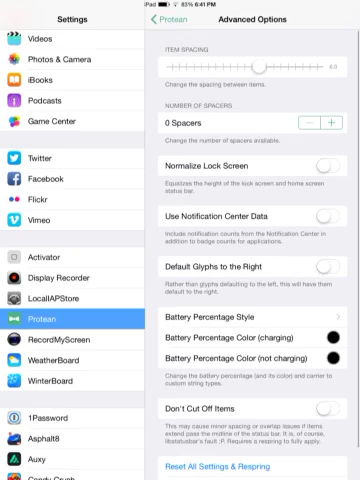 iPad 83% 6:41 PM
Settings
Protean
Advanced Options
Videos
Photos & Camera
iBooks
Podcasts
Game Center
Twitter
Facebook
Flickr
Vimeo
Activator
Display Recorder
LocalIAPStore
Protean
RecordMyScreen
WeatherBoard
WinterBoard
1Password
Asphalt8
Auxy
Candy Crush
ITEM SPACING
6.0
Change the spacing between items.
NUMBER OF SPACERS
0 Spacers
− +
Change the number of spacers available.
Normalize Lock Screen
Equalizes the height of the lock screen and home screen
status bar.
Use Notification Center Data
Include notification counts from the Notification Center in
addition to badge counts for applications.
Default Glyphs to the Right
Rather than glyphs defaulting to the left, this will have them
default to the right.
Battery Percentage Style
Battery Percentage Color (charging)
Battery Percentage Color (not charging)
Change the battery percentage (and its color) and carrier to
custom string types.
Don't Cut Off Items
This may cause minor spacing or overlap issues if items
extend past the midline of the status bar. It is, of course,
libstatusbar's fault :P. Requires a respring to fully apply.
Reset All Settings & Respring